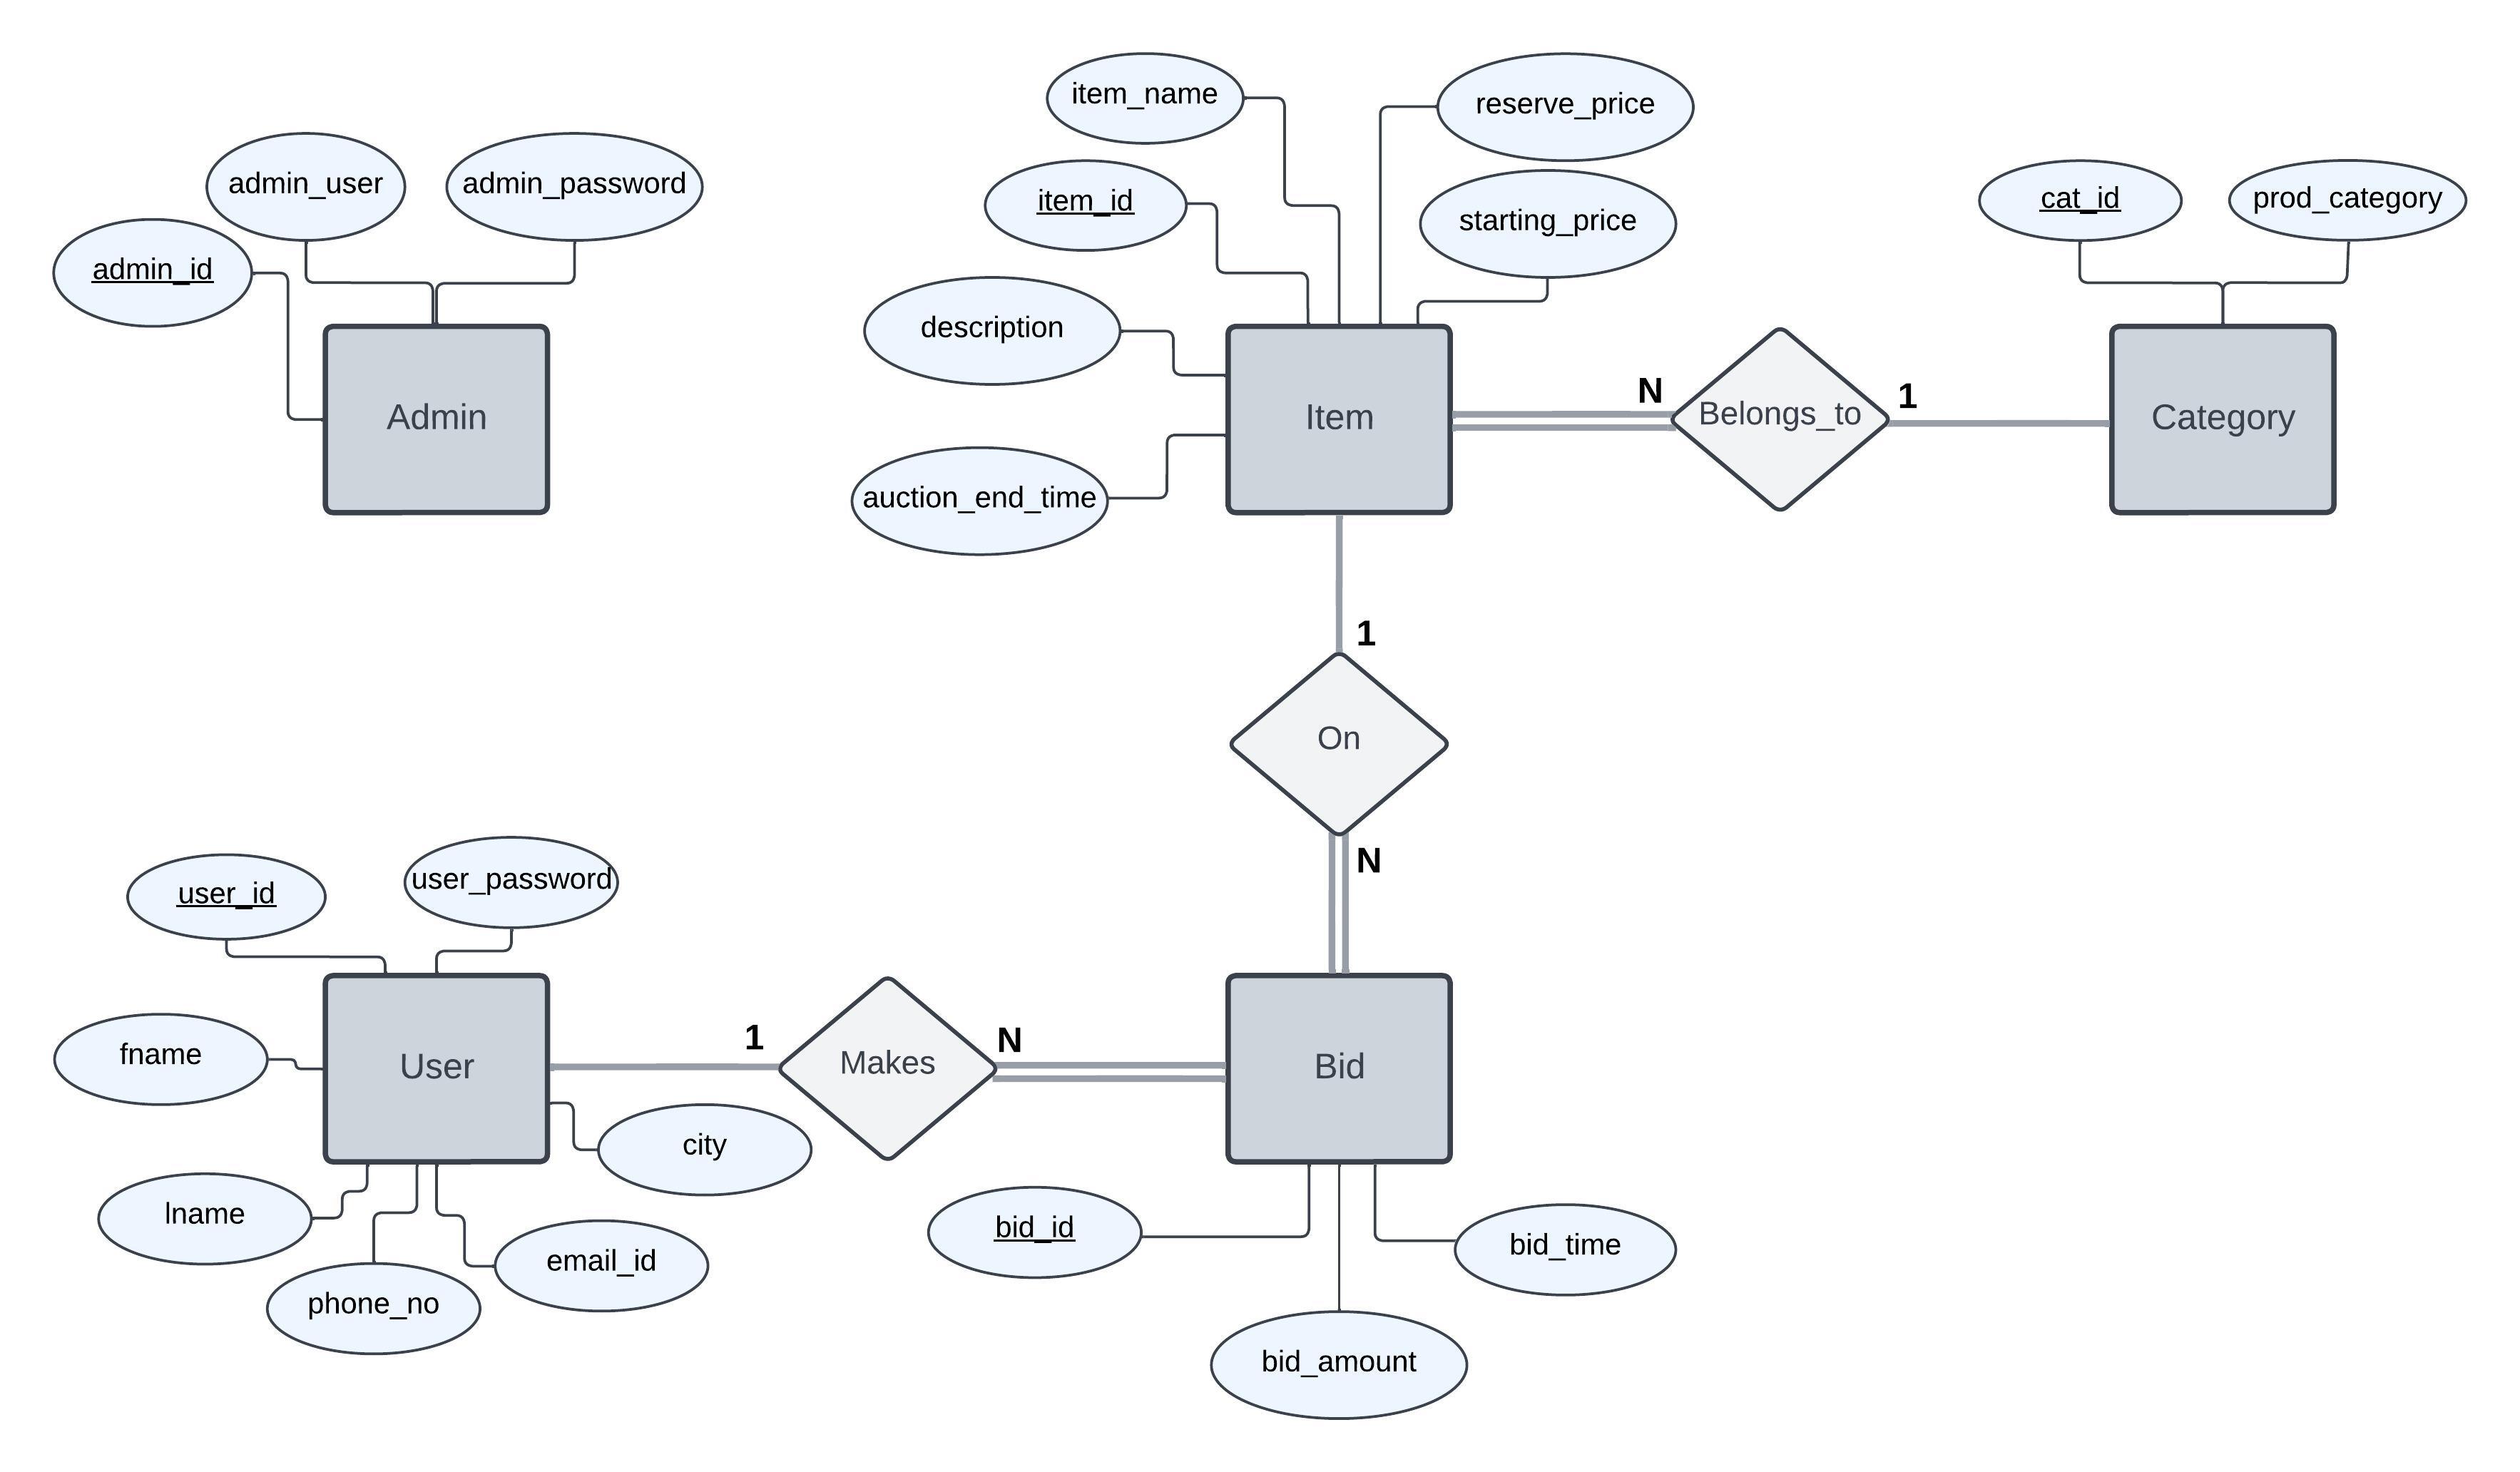 item_name
reserve_price
admin_user
admin_password
item_id
starting_price
cat_id
prod_category
admin_id
description
Admin
Item
N
Belongs_to
1
Category
auction_end_time
1
On
N
user_id
user_password
fname
User
1
Makes
N
Bid
city
lname
email_id
phone_no
bid_id
bid_time
bid_amount